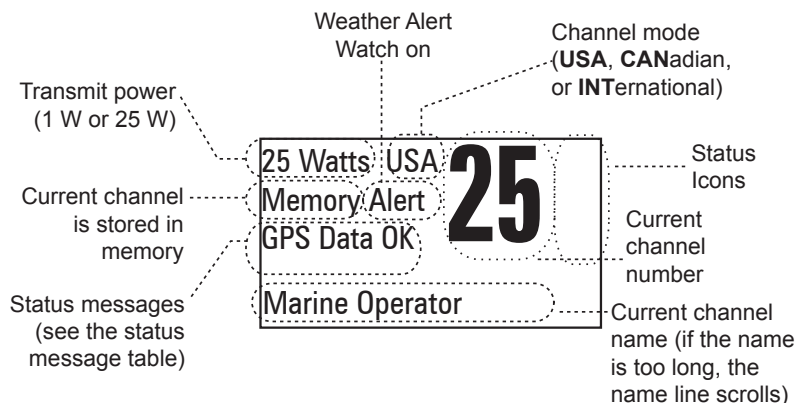 Weather Alert
Watch on
Channel mode
(USA, CANadian,
or INTernational)
Transmit power
(1 W or 25 W)
25 Watts USA 25
Status
Icons
Memory Alert
Current channel
is stored in
memory
GPS Data OK
Current
channel
number
Status messages
(see the status
message table)
Marine Operator
Current channel
name (if the name
is too long, the
name line scrolls)